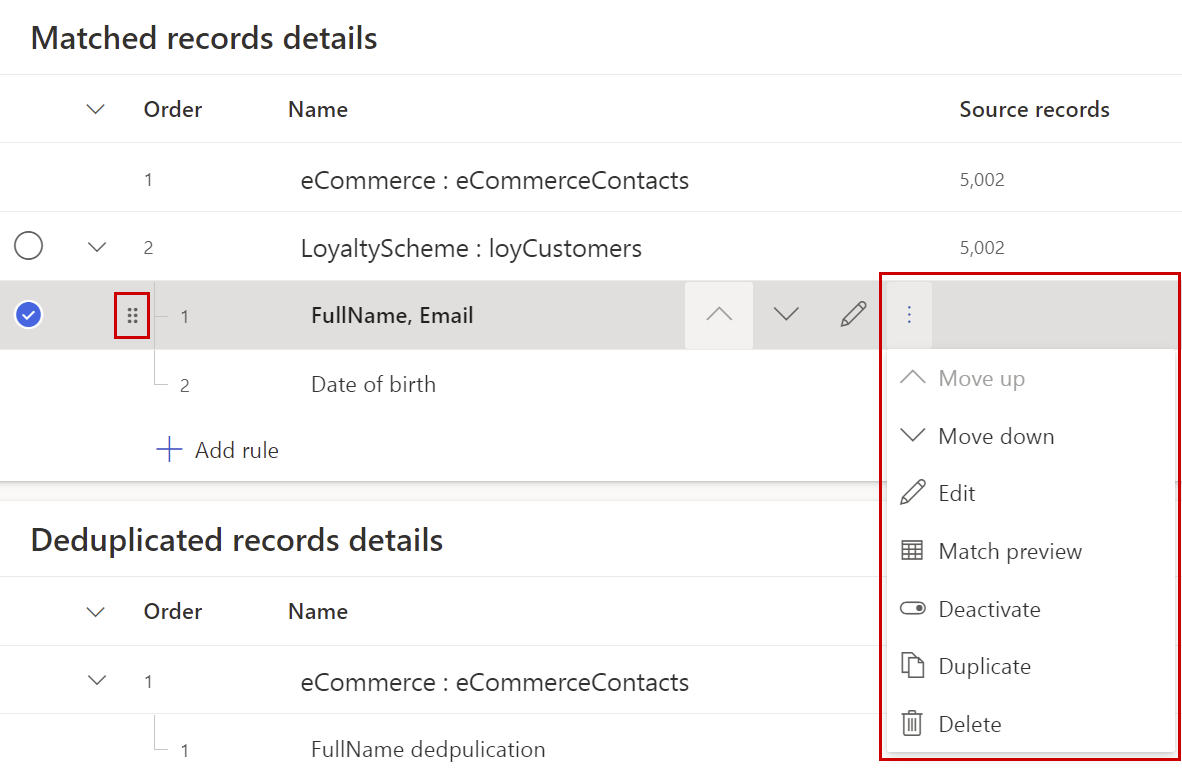 Matched records details
Order Name Source records
1 eCommerce : eCommerceContacts 5,002
2 LoyaltyScheme : loyCustomers 5,002
1 FullName, Email
Move up
2 Date of birth
Move down
Add rule
Edit
Deduplicated records details
Match preview
Order Name
Deactivate
Duplicate
1 eCommerce : eCommerceContacts
Delete
1 FullName dedpulication